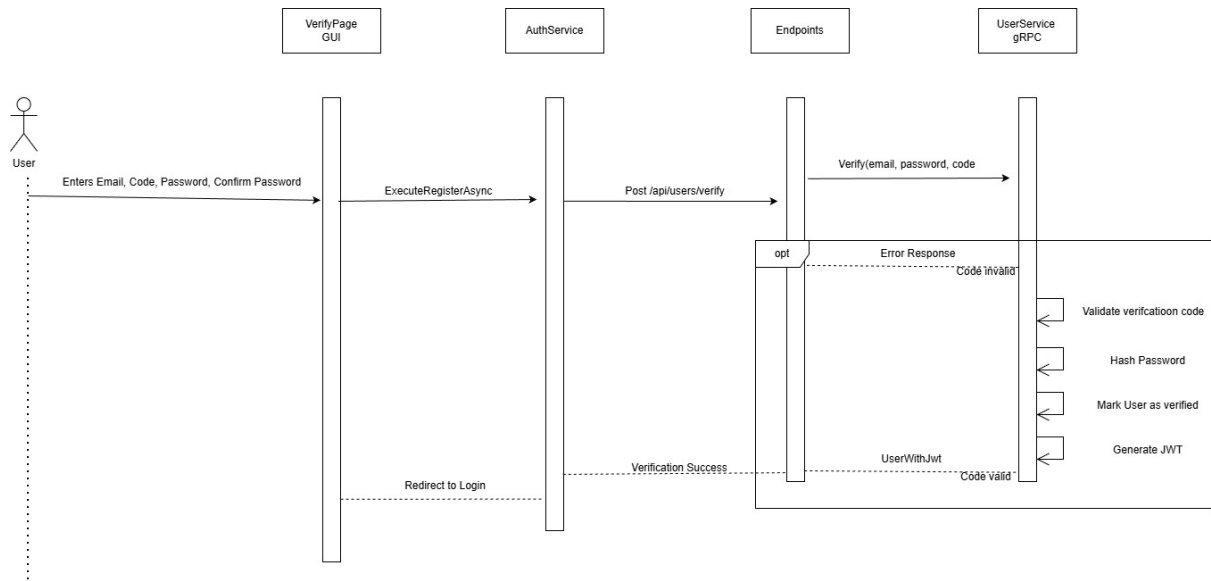 VerifyPage
GUI
AuthService
Endpoints
UserService
gRPC
User
Enters Email, Code, Password, Confirm Password
ExecuteRegisterAsync
Post /api/users/verify
Verify(email, password, code
opt
Error Response
Code invalid
Validate verifcatioon code
Hash Password
Mark User as verified
Generate JWT
UserWithJwt
Code valid
Verification Success
Redirect to Login